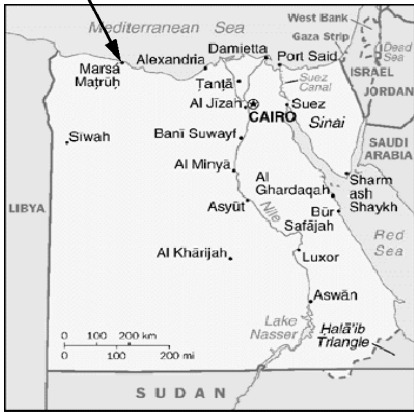 Mediterranean Sea
West Bank
Gaza Strip
Dead
Sea
Damietta
Port Said
Alexandria
Marsá
Maṭrūḥ
Ṭanṭā
Suez
Canal
ISRAEL
JORDAN
Al Jīzah
CAIRO
Suez
Sinai
Sīwah
Banī Suwayf
SAUDI
ARABIA
Al Minyā
Al
Ghardaqah
Sharm
ash
Shaykh
LIBYA
Asyūṭ
Nile
Būr
Safājah
Red
Sea
Al Khārijah
Luxor
Aswān
Lake
Nasser
Ḥalā'ib
Triangle
0 100 200 km
0 100 200 mi
SUDAN